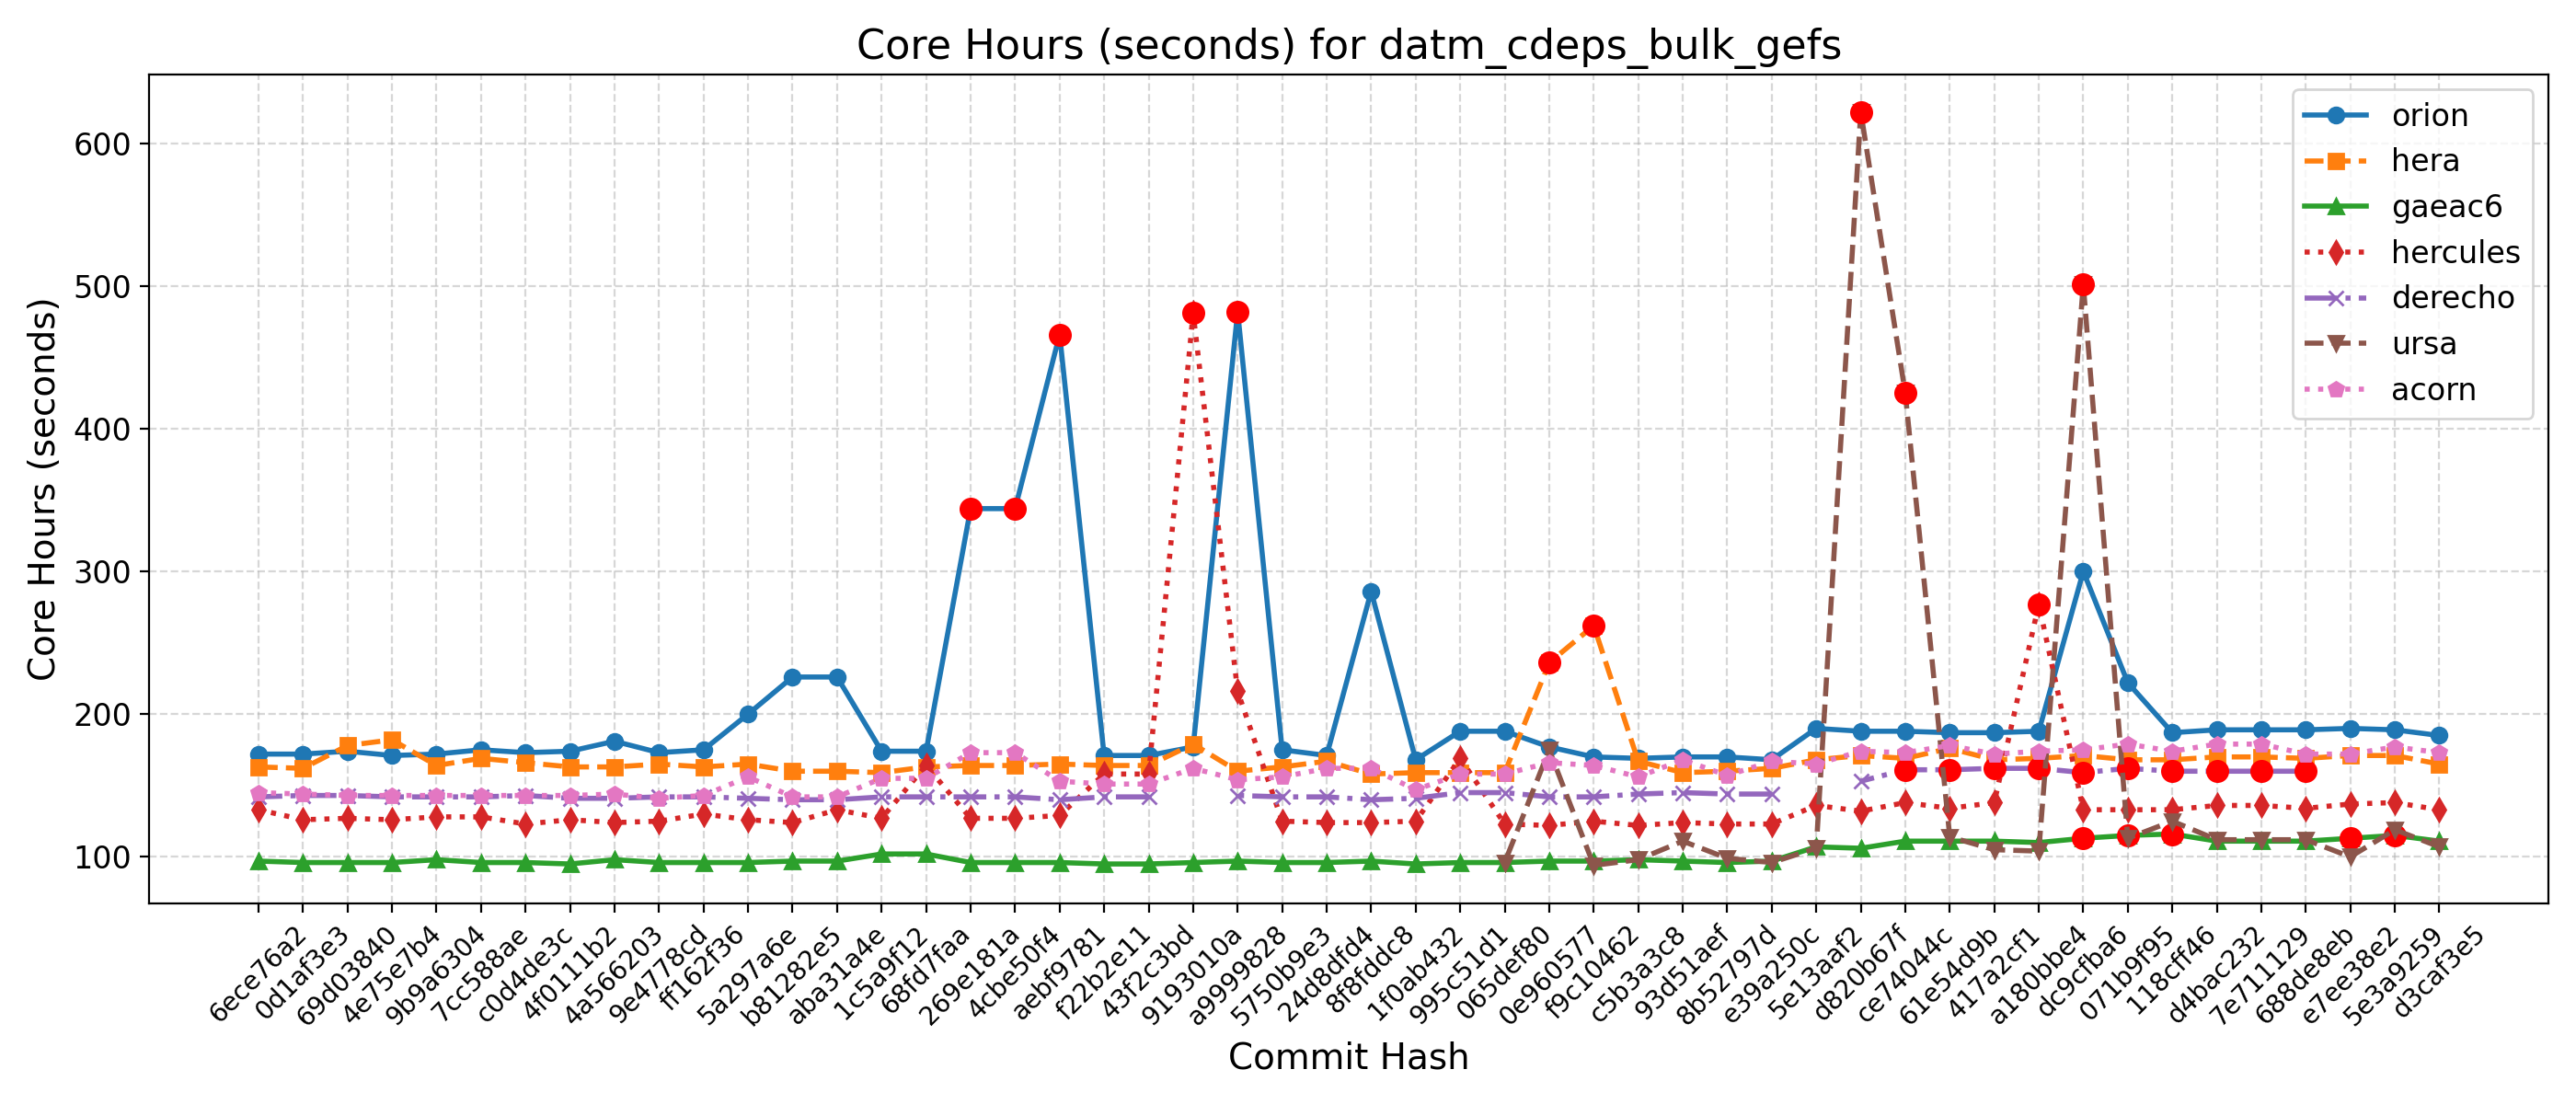 Core Hours (seconds) for datm_cdeps_bulk_gefs
Core Hours (seconds)
600
500
400
300
200
100
orion
hera
gaeac6
hercules
derecho
ursa
acorn
6ece76a2
0d1af3e3
69d03840
4e75e7b4
9b9a6304
7cc588ae
c0d4de3c
4f0111b2
4a566203
9e4778cd
ff162f36
5a297a6e
b81282e5
aba31a4e
1c5a9f12
68fd7faa
269e181a
4cbe50f4
aebf9781
f22b2e11
43f2c3bd
9193010a
a9999828
5750b9e3
24d8dfd4
8f8fddc8
1f0ab432
995c51d1
065def80
0e960577
f9c10462
c5b3a3c8
93d51aef
8b52797d
e39a250c
5e13aaf2
d820b67f
ce74044c
61e54d9b
417a2cf1
a180bbe4
dc9cfba6
071b9f95
118cff46
d4bac232
7e711129
688de8eb
e7ee38e2
5e3a9259
d3caf3e5
Commit Hash